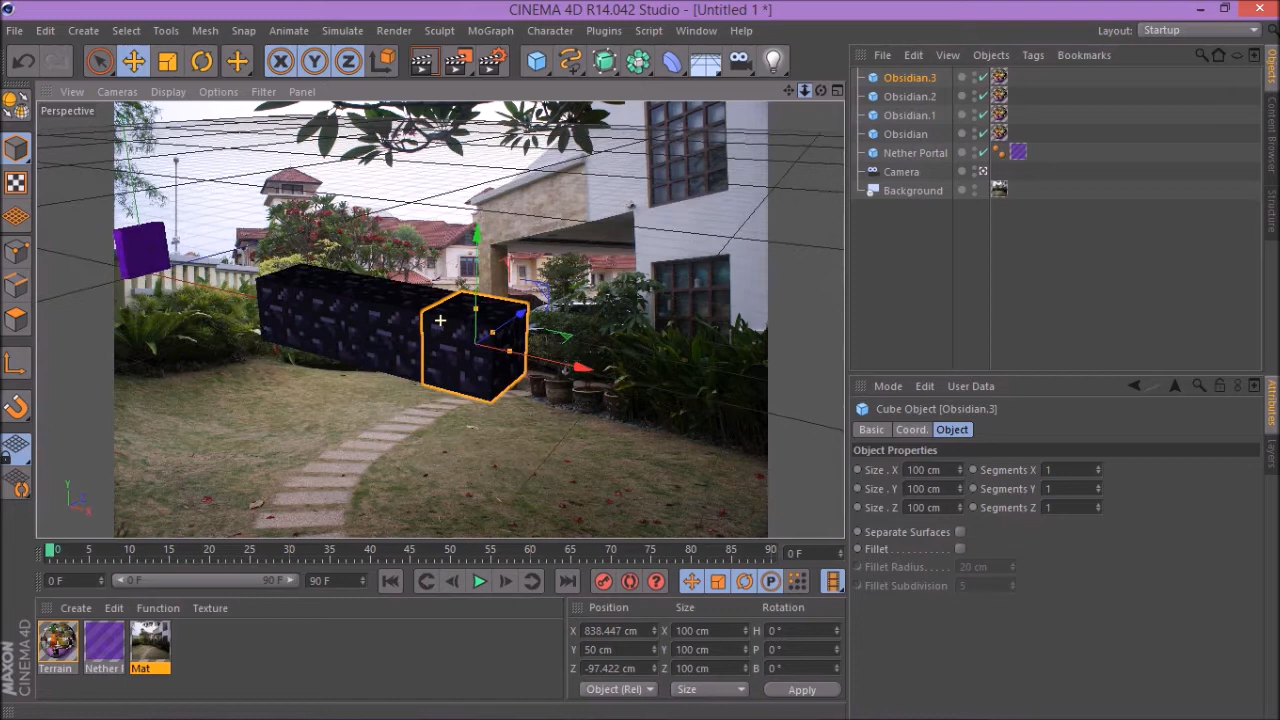 CINEMA 4D R14.042 Studio - [Untitled 1 *]
File Edit Create Select Tools Mesh Snap Animate Simulate Render Sculpt MoGraph Character Plugins Script Window Help
Layout: Startup
File Edit View Objects Tags Bookmarks
View Cameras Display Options Filter Panel
Perspective
Obsidian.3
Obsidian.2
Obsidian.1
Obsidian
Nether Portal
Camera
Background
Objects
Content Browser
Structure
Mode Edit User Data
Cube Object [Obsidian.3]
Basic Coord. Object
Object Properties
Size . X 100 cm Segments X 1
Size . Y 100 cm Segments Y 1
Size . Z 100 cm Segments Z 1
Separate Surfaces
Fillet . . . . . . . . . .
Fillet Radius. . . . . 20 cm
Fillet Subdivision 5
Attributes
Layers
X Y Z
Y
Z
X
0 5 10 15 20 25 30 35 40 45 50 55 60 65 70 75 80 85 90 0 F
0 F 0 F 90 F 90 F
P
Create Edit Function Texture
Terrain Nether P Mat
Position Size Rotation
X 838.447 cm X 100 cm H 0 °
Y 50 cm Y 100 cm P 0 °
Z -97.422 cm Z 100 cm B 0 °
Object (Rel) Size Apply
MAXON
CINEMA 4D